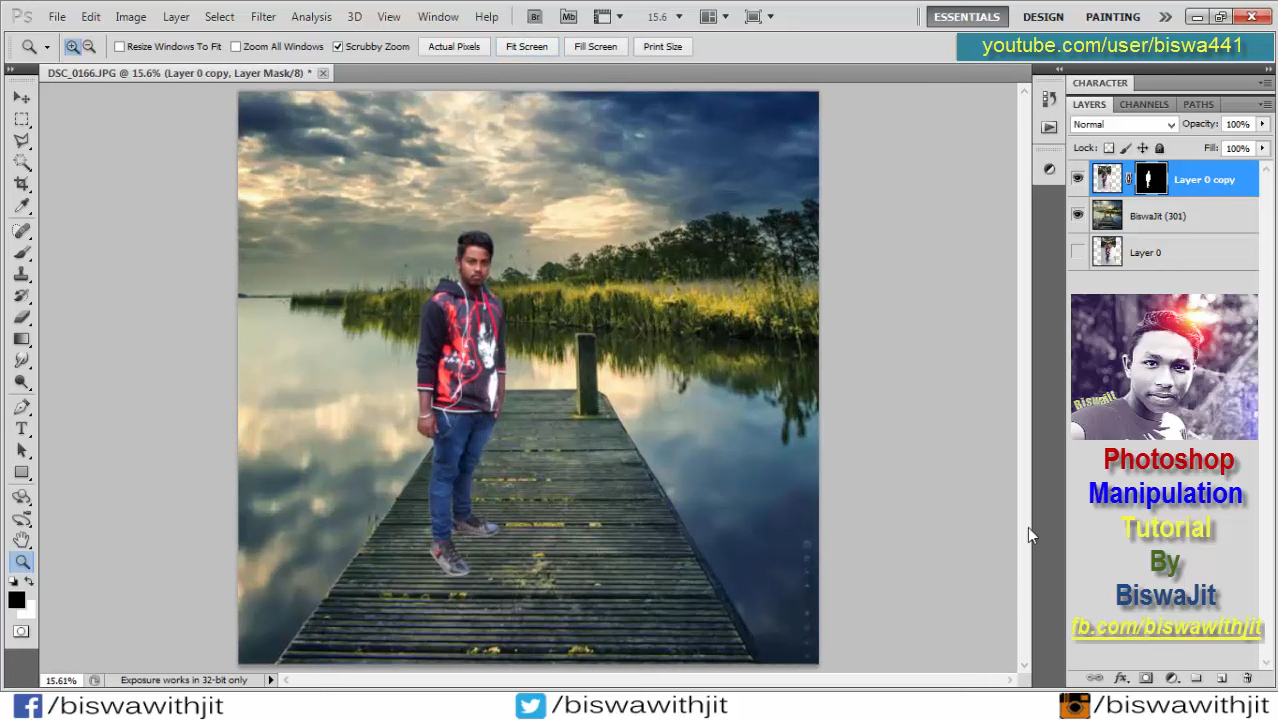 Ps File Edit Image Layer Select Filter Analysis 3D View Window Help Br Mb 15.6 ESSENTIALS DESIGN PAINTING
Resize Windows To Fit Zoom All Windows Scrubby Zoom Actual Pixels Fit Screen Fill Screen Print Size
youtube.com/user/biswa441
DSC_0166.JPG @ 15.6% (Layer 0 copy, Layer Mask/8) *
CHARACTER
LAYERS CHANNELS PATHS
Normal Opacity: 100%
Lock: Fill: 100%
Layer 0 copy
BiswaJit (301)
Layer 0
Biswajit
Photoshop
Manipulation
Tutorial
By
BiswaJit
fb.com/biswawithjit
15.61% Exposure works in 32-bit only
/biswawithjit /biswawithjit /biswawithjit